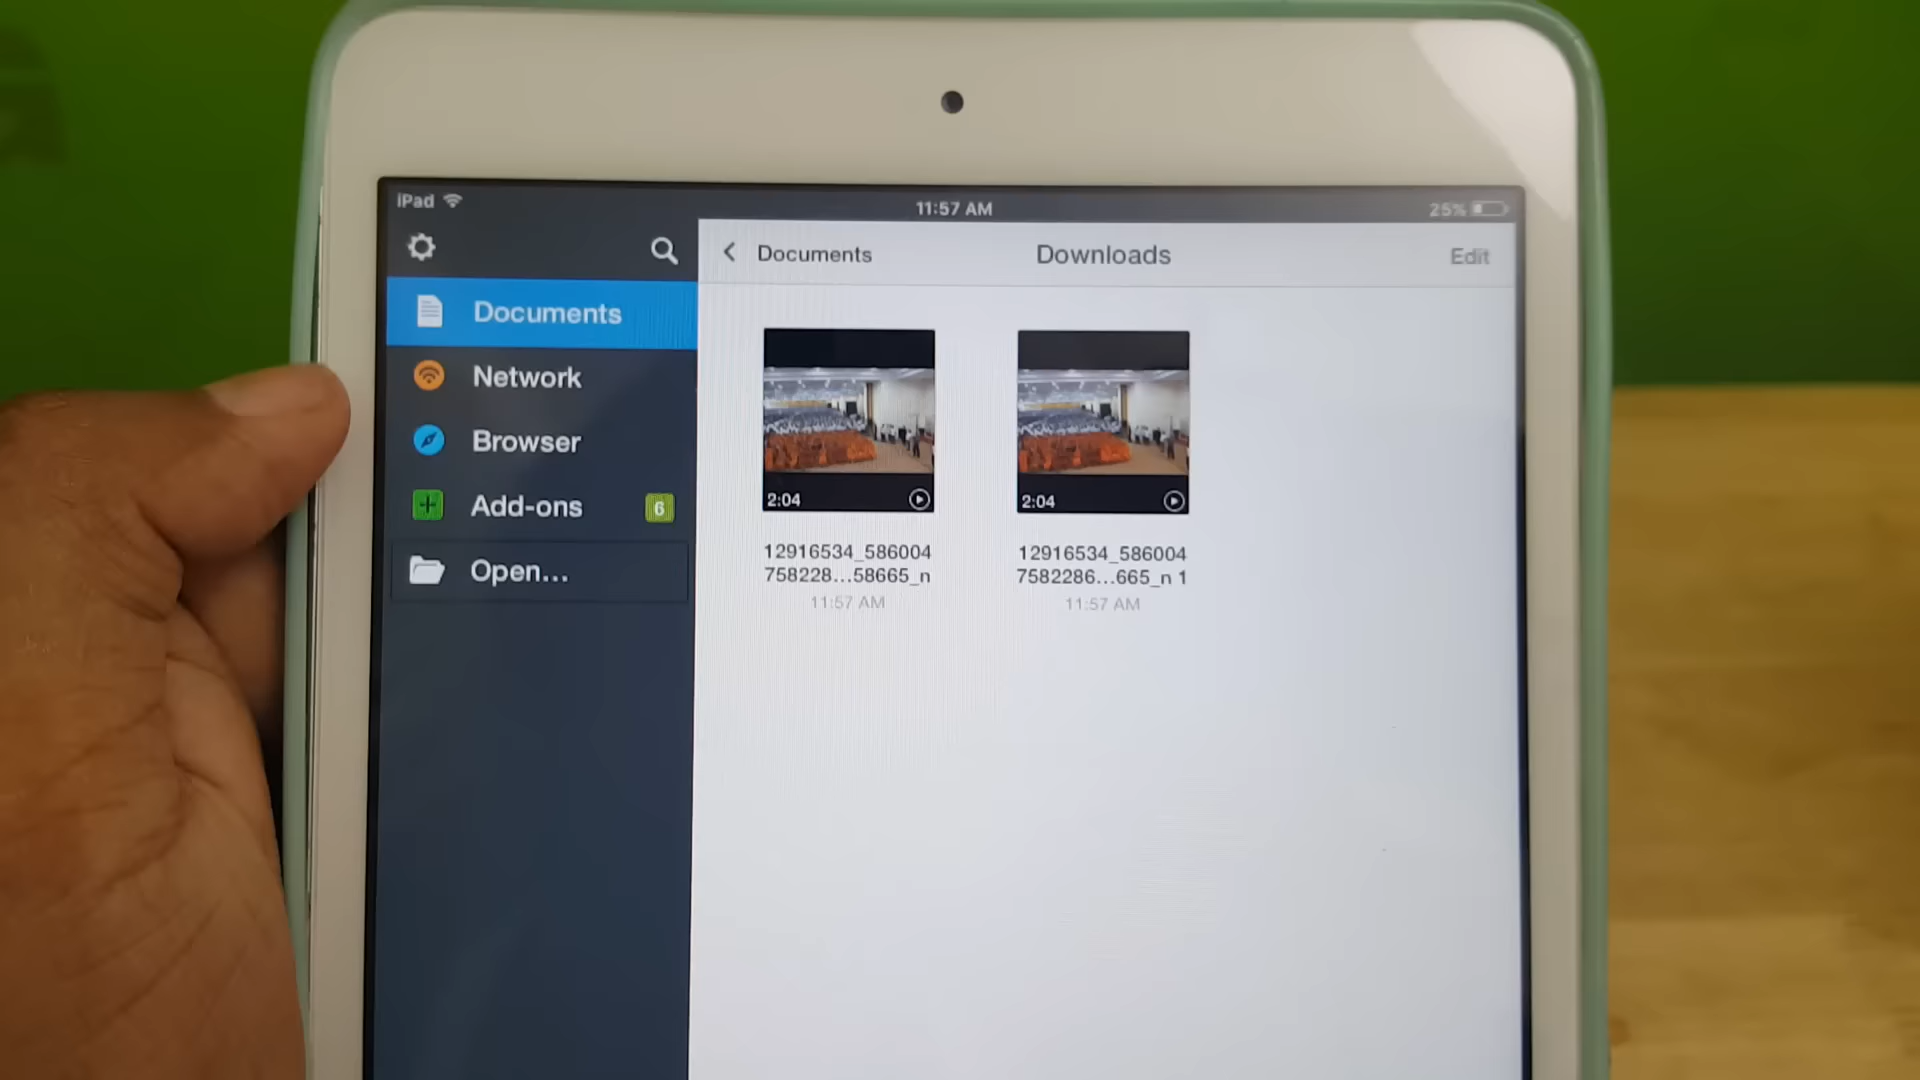 iPad
11:57 AM
25%
Documents
Downloads
Edit
Documents
Network
Browser
Add-ons
6
Open...
2:04
2:04
12916534_586004
758228...58665_n
11:57 AM
12916534_586004
7582286...665_n 1
11:57 AM